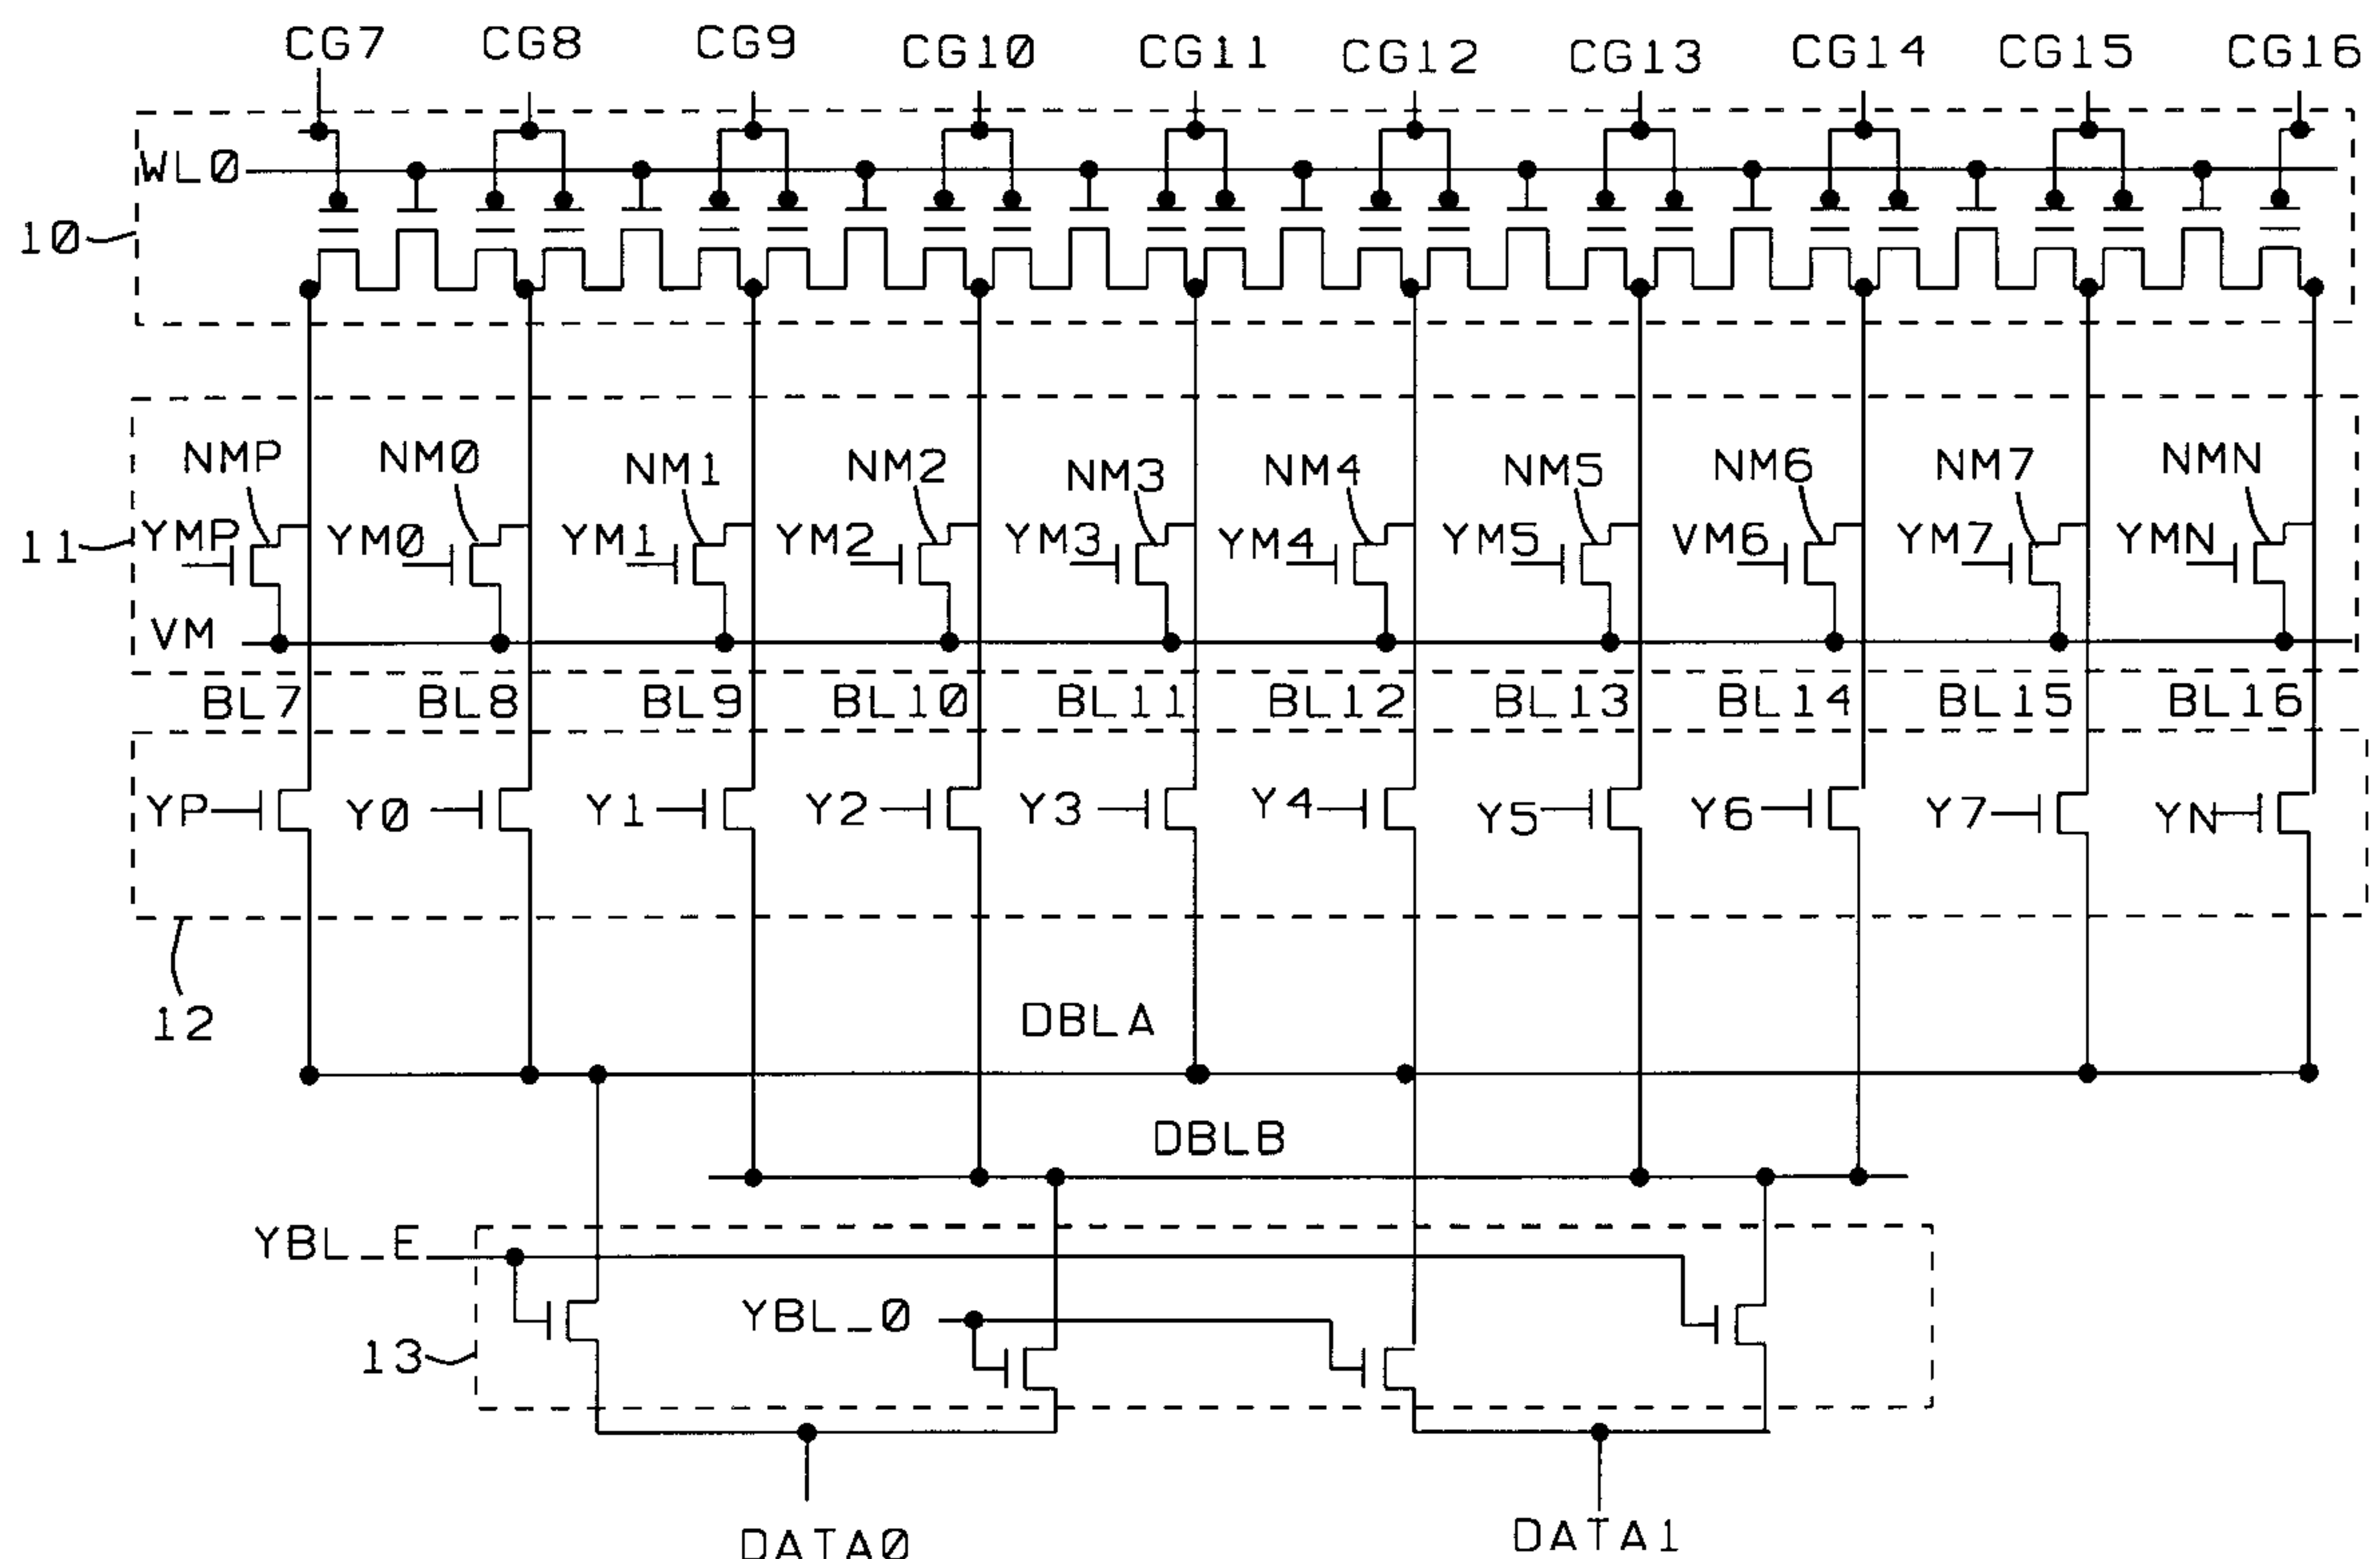 CG7 CG8 CG9 CG10 CG11 CG12 CG13 CG14 CG15 CG16
WL0
10
NMP NM0 NM1 NM2 NM3 NM4 NM5 NM6 NM7 NMN
11 YMP YM0 YM1 YM2 YM3 YM4 YM5 VM6 YM7 YMN
VM
BL7 BL8 BL9 BL10 BL11 BL12 BL13 BL14 BL15 BL16
YP Y0 Y1 Y2 Y3 Y4 Y5 Y6 Y7 YN
12
DBLA
DBLB
YBL_E
YBL_0
13
DATA0 DATA1